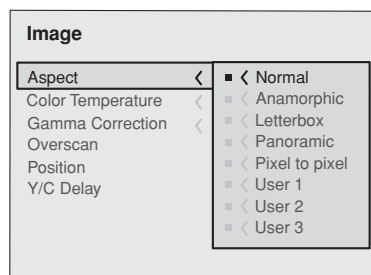 Image
Aspect
Color Temperature
Gamma Correction
Overscan
Position
Y/C Delay
Normal
Anamorphic
Letterbox
Panoramic
Pixel to pixel
User 1
User 2
User 3